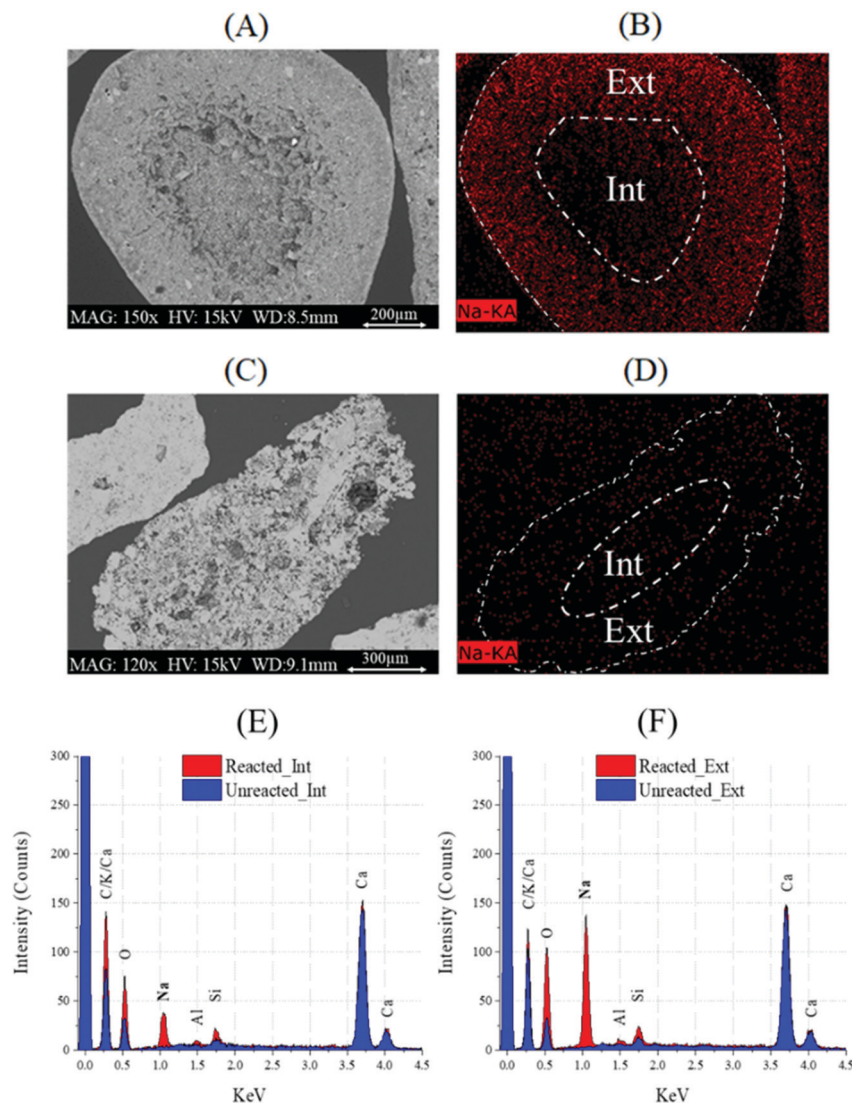 (A)
(B)
Ext
Int
MAG: 150x HV: 15kV WD:8.5mm
200μm
Na-KA
(C)
(D)
Int
Ext
MAG: 120x HV: 15kV WD:9.1mm
300μm
Na-KA
(E)
(F)
Reacted_Int
Unreacted_Int
Intensity (Counts)
300
250
200
150
100
50
0
C/K/Ca
O
Na
Al
Si
Ca
Ca
0.0 0.5 1.0 1.5 2.0 2.5 3.0 3.5 4.0 4.5
KeV
Reacted_Ext
Unreacted_Ext
Intensity (Counts)
300
250
200
150
100
50
0
C/K/Ca
O
Na
Al
Si
Ca
Ca
0.0 0.5 1.0 1.5 2.0 2.5 3.0 3.5 4.0 4.5
KeV